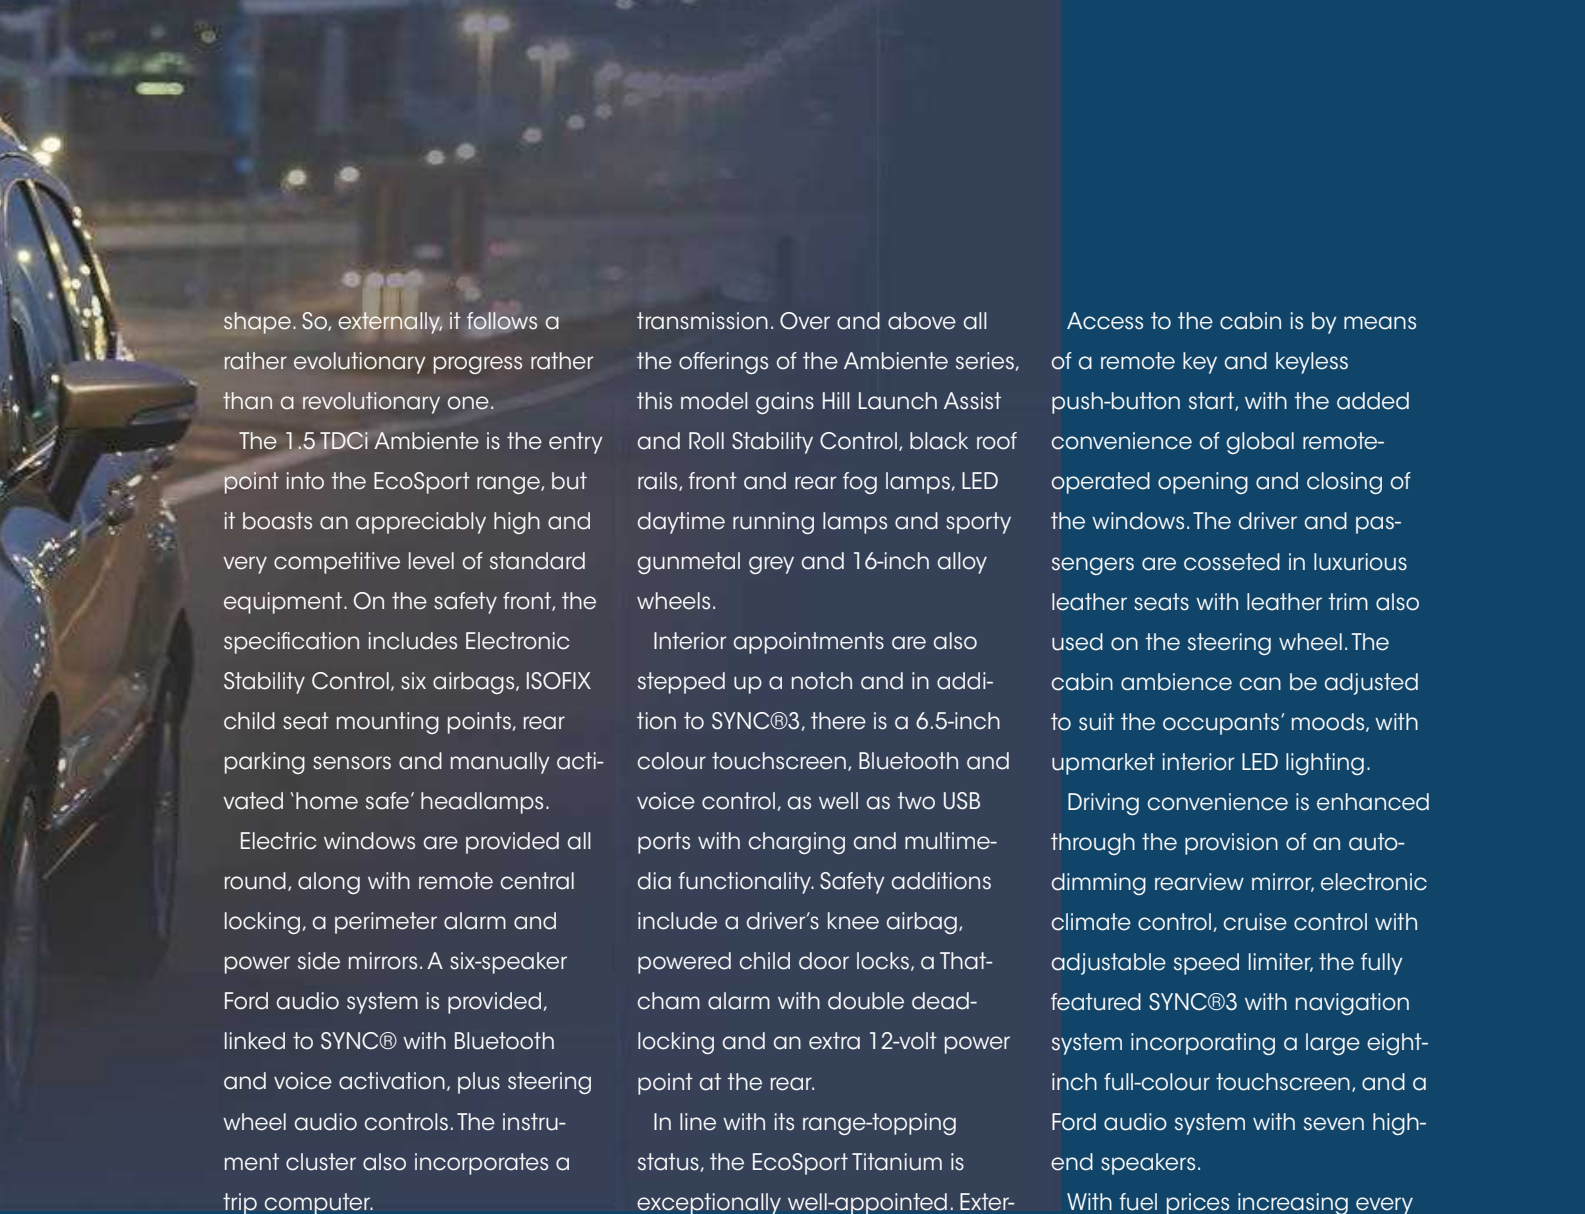 shape. So, externally, it follows a
rather evolutionary progress rather
than a revolutionary one.
The 1.5 TDCi Ambiente is the entry
point into the EcoSport range, but
it boasts an appreciably high and
very competitive level of standard
equipment. On the safety front, the
specification includes Electronic
Stability Control, six airbags, ISOFIX
child seat mounting points, rear
parking sensors and manually acti-
vated ‘home safe’ headlamps.
Electric windows are provided all
round, along with remote central
locking, a perimeter alarm and
power side mirrors. A six-speaker
Ford audio system is provided,
linked to SYNC® with Bluetooth
and voice activation, plus steering
wheel audio controls. The instru-
ment cluster also incorporates a
trip computer.
transmission. Over and above all
the offerings of the Ambiente series,
this model gains Hill Launch Assist
and Roll Stability Control, black roof
rails, front and rear fog lamps, LED
daytime running lamps and sporty
gunmetal grey and 16-inch alloy
wheels.
Interior appointments are also
stepped up a notch and in addi-
tion to SYNC®3, there is a 6.5-inch
colour touchscreen, Bluetooth and
voice control, as well as two USB
ports with charging and multime-
dia functionality. Safety additions
include a driver’s knee airbag,
powered child door locks, a That-
cham alarm with double dead-
locking and an extra 12-volt power
point at the rear.
In line with its range-topping
status, the EcoSport Titanium is
exceptionally well-appointed. Exter-
Access to the cabin is by means
of a remote key and keyless
push-button start, with the added
convenience of global remote-
operated opening and closing of
the windows. The driver and pas-
sengers are cosseted in luxurious
leather seats with leather trim also
used on the steering wheel. The
cabin ambience can be adjusted
to suit the occupants’ moods, with
upmarket interior LED lighting.
Driving convenience is enhanced
through the provision of an auto-
dimming rearview mirror, electronic
climate control, cruise control with
adjustable speed limiter, the fully
featured SYNC®3 with navigation
system incorporating a large eight-
inch full-colour touchscreen, and a
Ford audio system with seven high-
end speakers.
With fuel prices increasing every